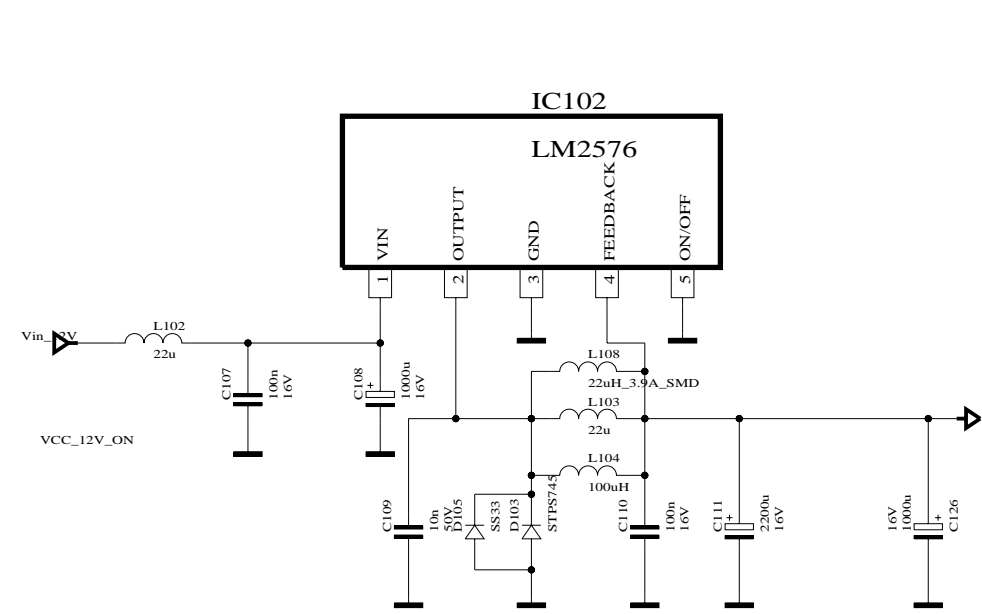 IC102
LM2576
VIN
OUTPUT
GND
FEEDBACK
ON/OFF
1
2
3
4
5
Vin_12V
L102
22u
C107
100n
16V
C108
+
1000u
16V
VCC_12V_ON
L108
22uH_3.9A_SMD
L103
22u
L104
100uH
C109
10n
50V
D105
SS33
D103
STPS745
C110
100n
16V
C111
+
2200u
16V
16V
1000u
+
C126